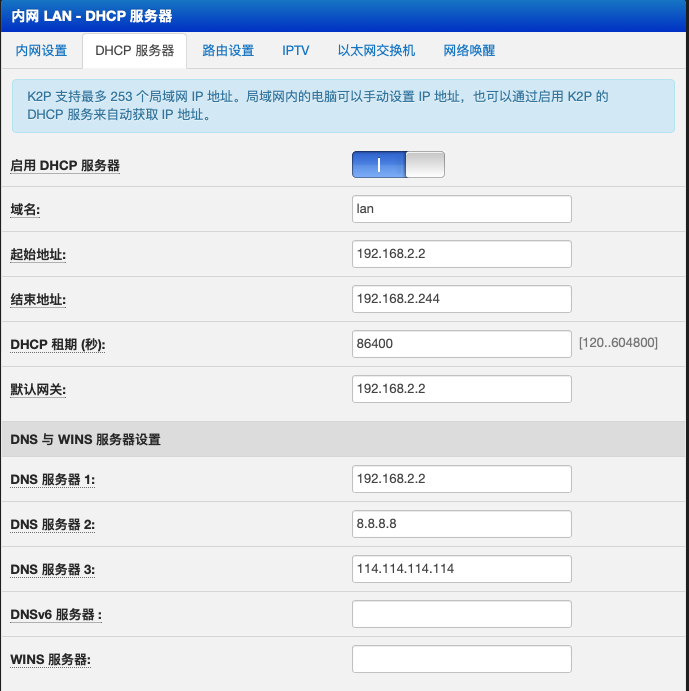 内网 LAN - DHCP 服务器
内网设置 DHCP 服务器 路由设置 IPTV 以太网交换机 网络唤醒
K2P 支持最多 253 个局域网 IP 地址。局域网内的电脑可以手动设置 IP 地址，也可以通过启用 K2P 的
DHCP 服务来自动获取 IP 地址。
启用 DHCP 服务器
域名: lan
起始地址: 192.168.2.2
结束地址: 192.168.2.244
DHCP 租期 (秒): 86400 [120..604800]
默认网关: 192.168.2.2
DNS 与 WINS 服务器设置
DNS 服务器 1: 192.168.2.2
DNS 服务器 2: 8.8.8.8
DNS 服务器 3: 114.114.114.114
DNSv6 服务器 :
WINS 服务器: